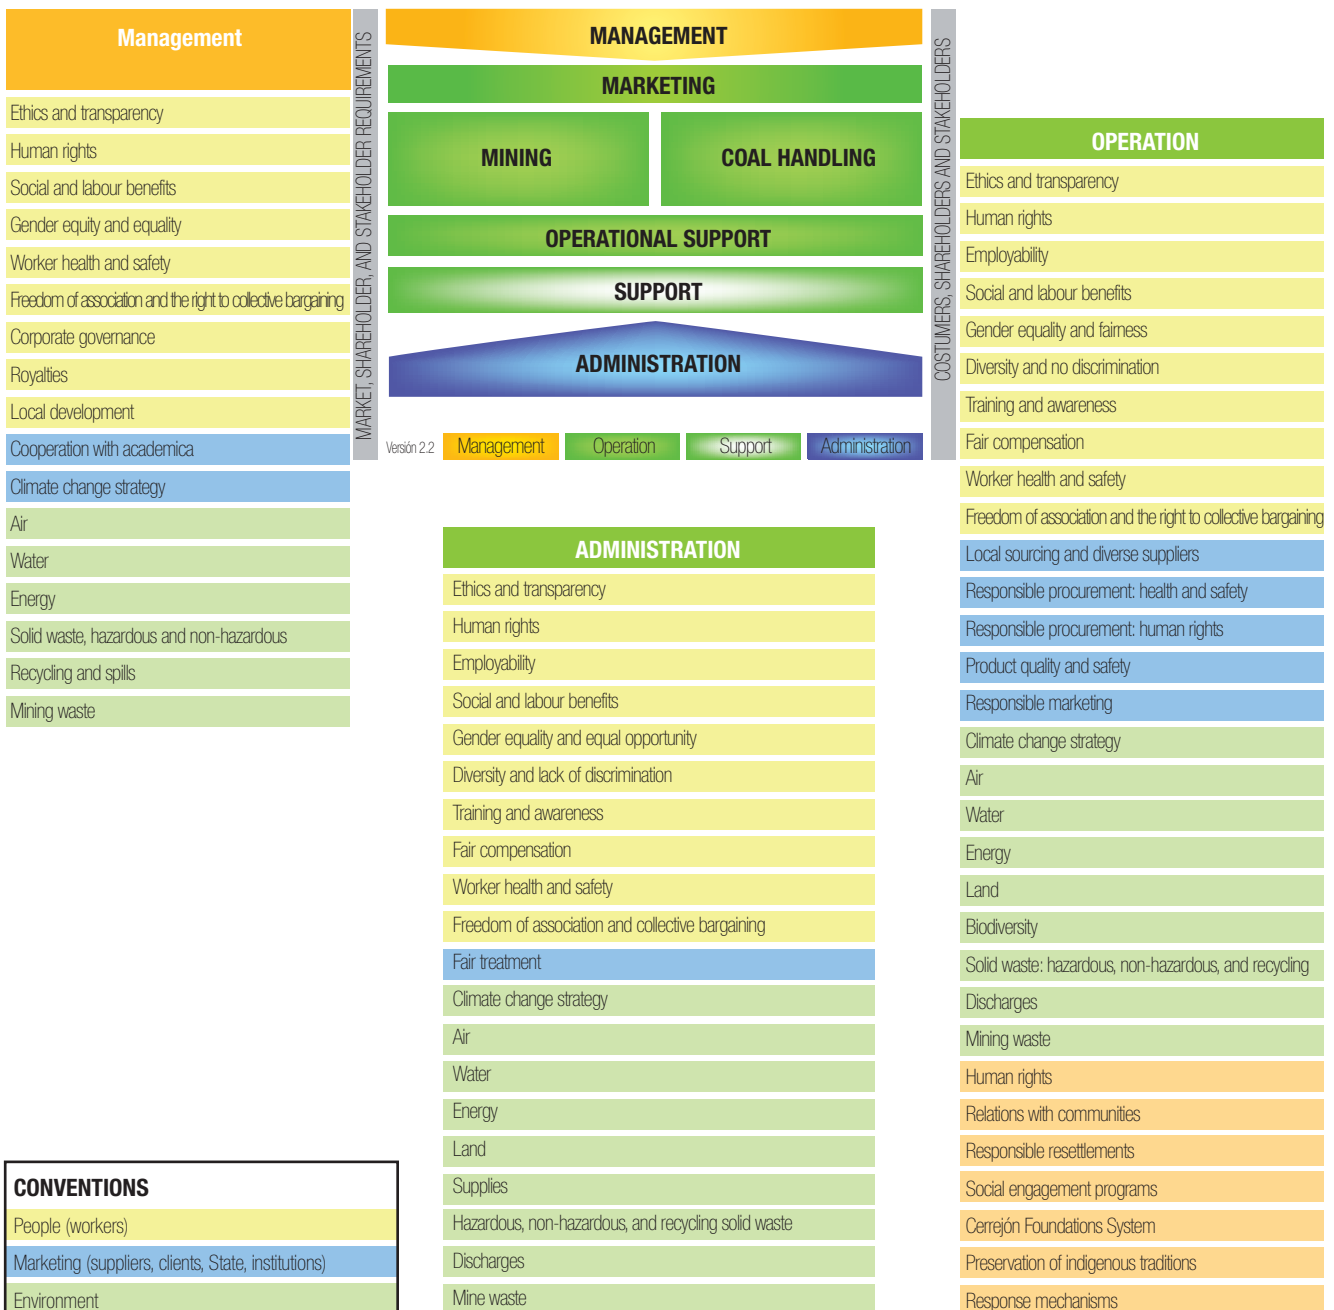 Management
Ethics and transparency
Human rights
Social and labour benefits
Gender equity and equality
Worker health and safety
Freedom of association and the right to collective bargaining
Corporate governance
Royalties
Local development
Cooperation with academica
Climate change strategy
Air
Water
Energy
Solid waste, hazardous and non-hazardous
Recycling and spills
Mining waste
MARKET, SHAREHOLDER, AND STAKEHOLDER REQUIREMENTS
MANAGEMENT
MARKETING
MINING
COAL HANDLING
OPERATIONAL SUPPORT
SUPPORT
ADMINISTRATION
Versión 2.2
Management
Operation
Support
Administration
COSTUMERS, SHAREHOLDERS AND STAKEHOLDERS
ADMINISTRATION
Ethics and transparency
Human rights
Employability
Social and labour benefits
Gender equality and equal opportunity
Diversity and lack of discrimination
Training and awareness
Fair compensation
Worker health and safety
Freedom of association and collective bargaining
Fair treatment
Climate change strategy
Air
Water
Energy
Land
Supplies
Hazardous, non-hazardous, and recycling solid waste
Discharges
Mine waste
OPERATION
Ethics and transparency
Human rights
Employability
Social and labour benefits
Gender equality and fairness
Diversity and no discrimination
Training and awareness
Fair compensation
Worker health and safety
Freedom of association and the right to collective bargaining
Local sourcing and diverse suppliers
Responsible procurement: health and safety
Responsible procurement: human rights
Product quality and safety
Responsible marketing
Climate change strategy
Air
Water
Energy
Land
Biodiversity
Solid waste: hazardous, non-hazardous, and recycling
Discharges
Mining waste
Human rights
Relations with communities
Responsible resettlements
Social engagement programs
Cerrejón Foundations System
Preservation of indigenous traditions
Response mechanisms
CONVENTIONS
People (workers)
Marketing (suppliers, clients, State, institutions)
Environment